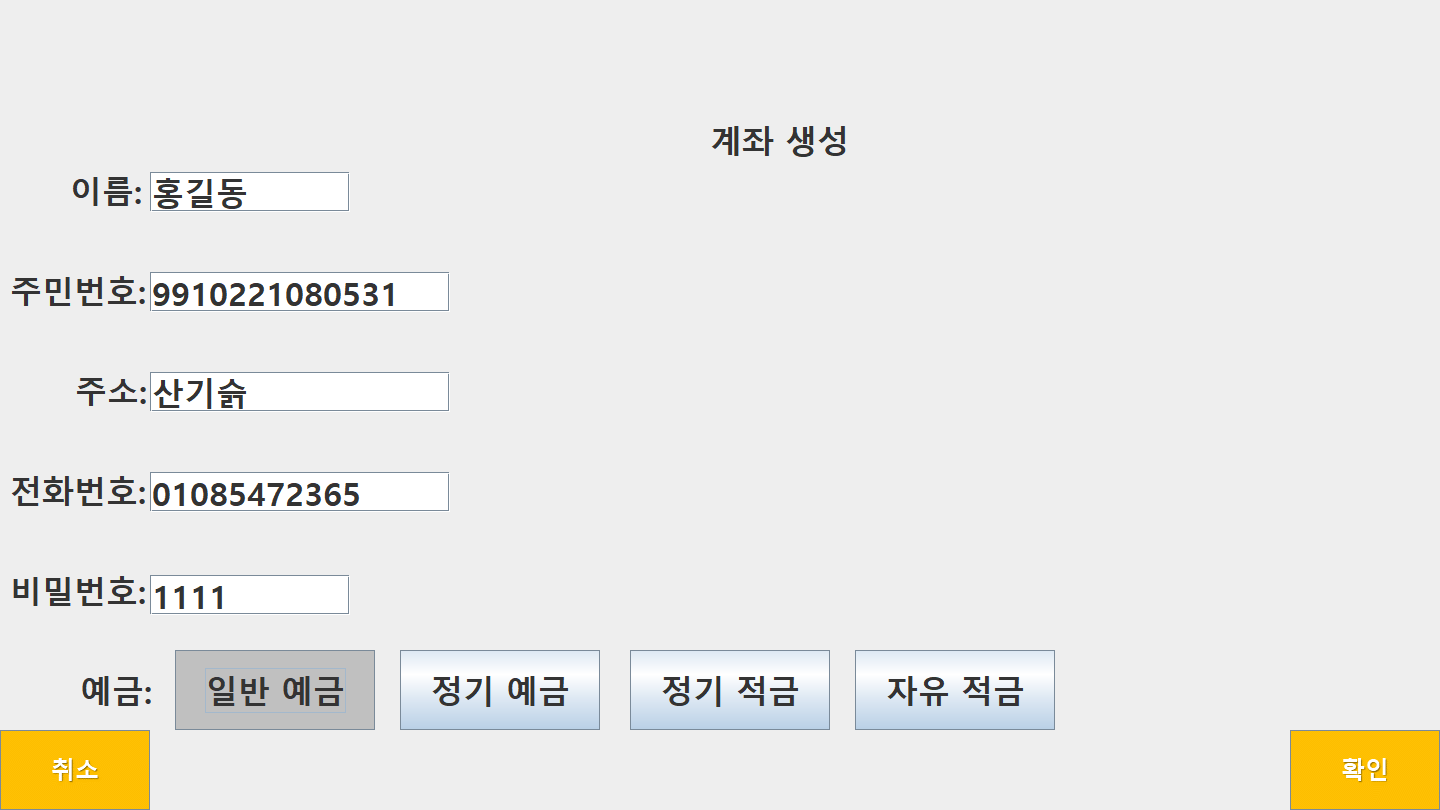 계좌 생성
이름: 홍길동
주민번호: 9910221080531
주소: 산기슭
전화번호: 01085472365
비밀번호: 1111
예금: 일반 예금 정기 예금 정기 적금 자유 적금
취소 확인